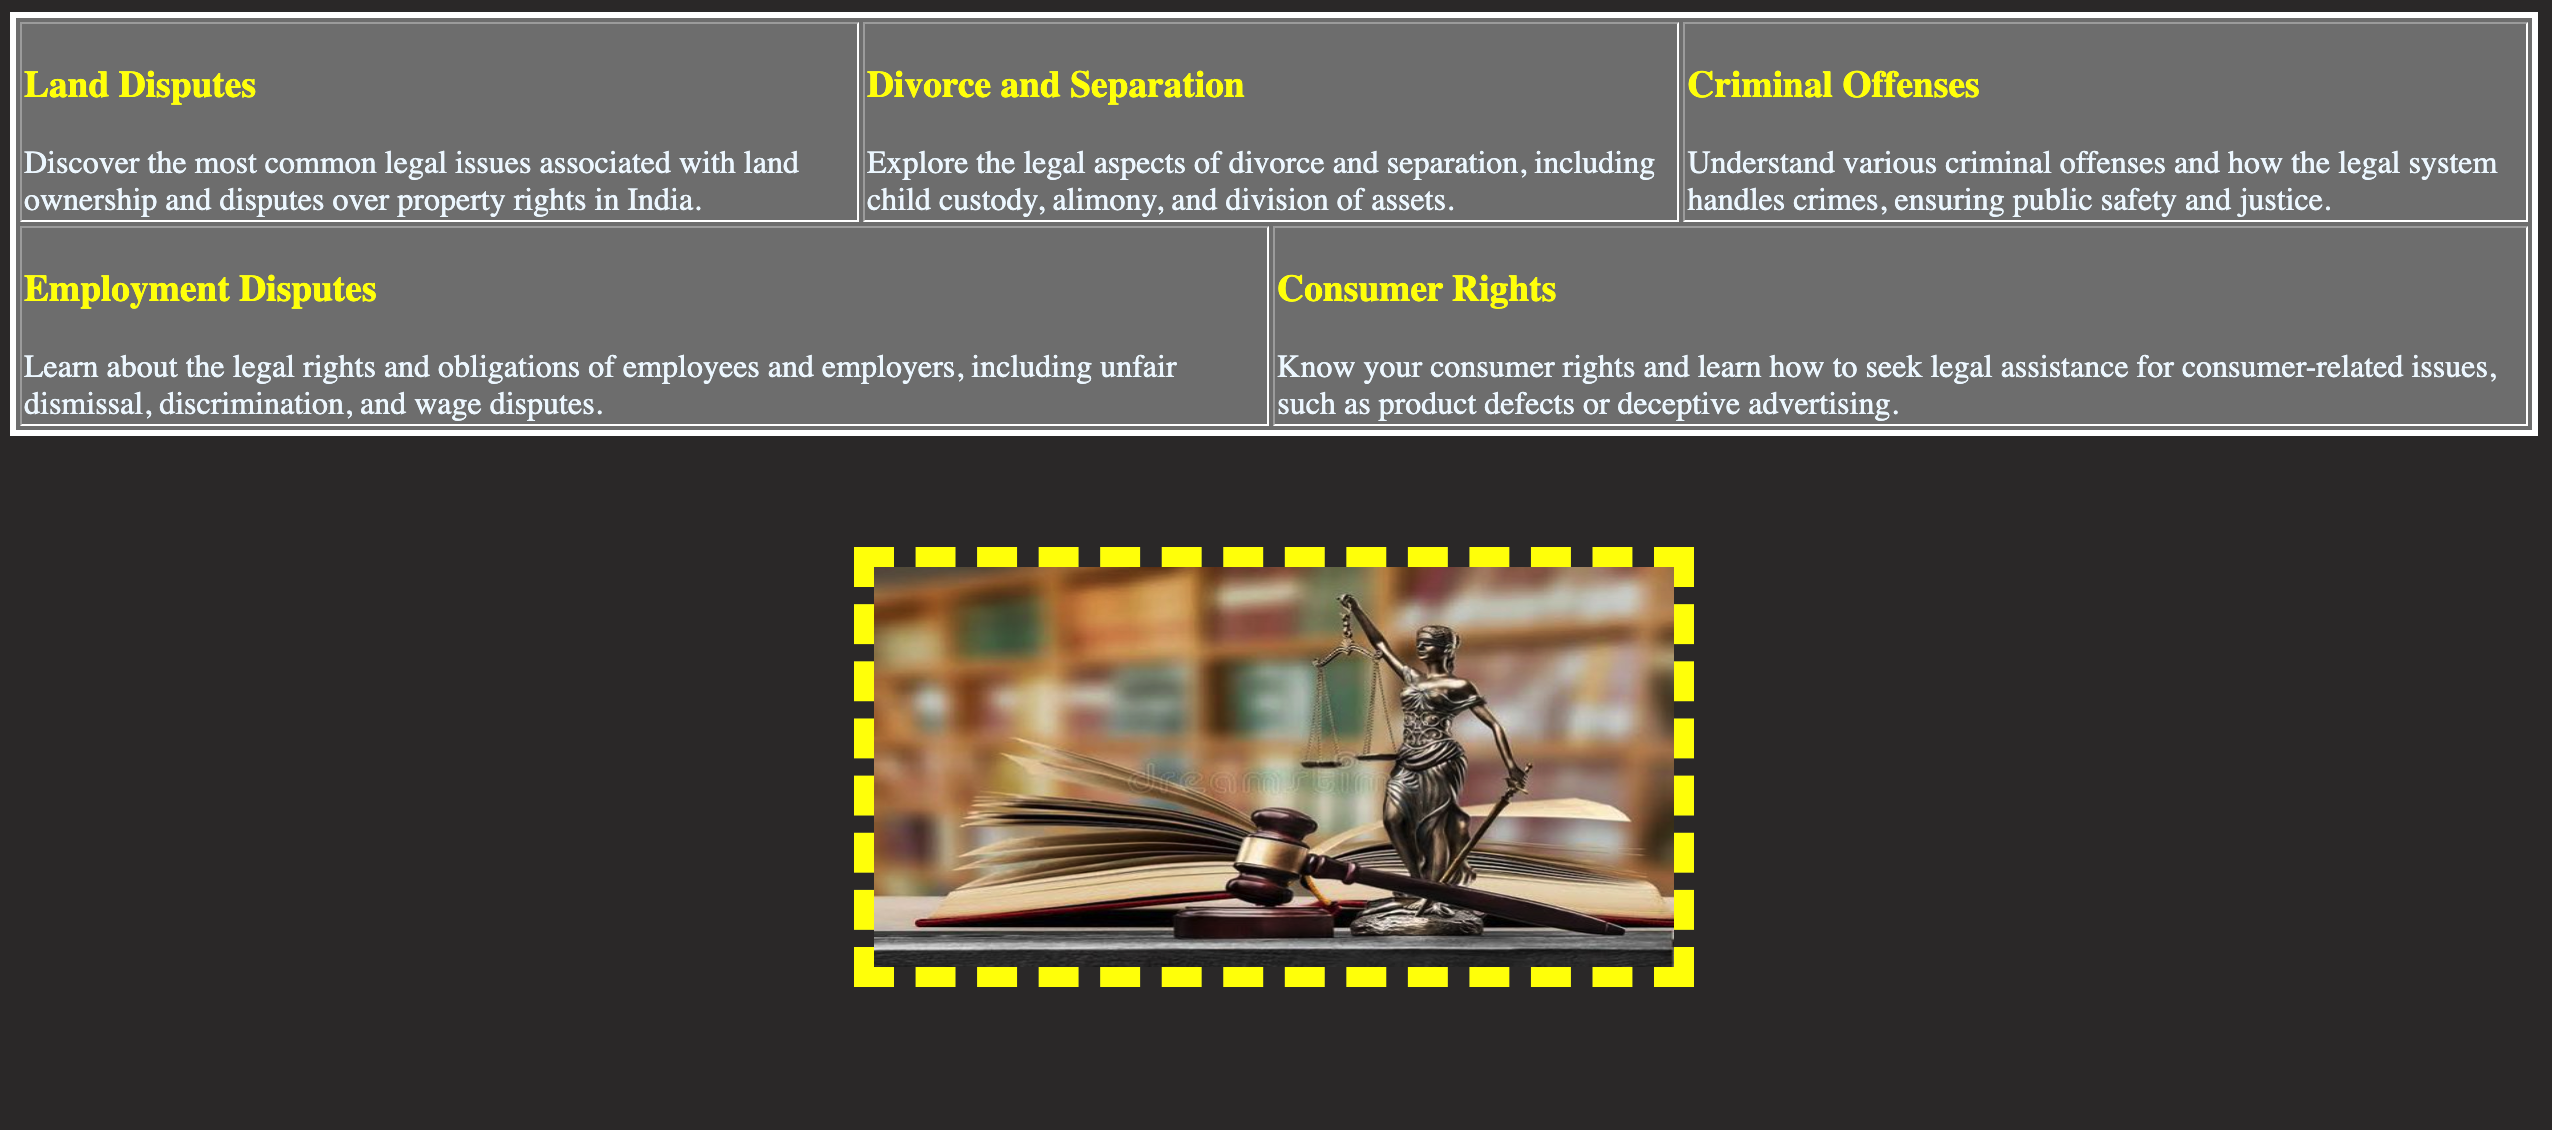 Land Disputes
Discover the most common legal issues associated with land
ownership and disputes over property rights in India.
Divorce and Separation
Explore the legal aspects of divorce and separation, including
child custody, alimony, and division of assets.
Criminal Offenses
Understand various criminal offenses and how the legal system
handles crimes, ensuring public safety and justice.
Employment Disputes
Learn about the legal rights and obligations of employees and employers, including unfair
dismissal, discrimination, and wage disputes.
Consumer Rights
Know your consumer rights and learn how to seek legal assistance for consumer-related issues,
such as product defects or deceptive advertising.